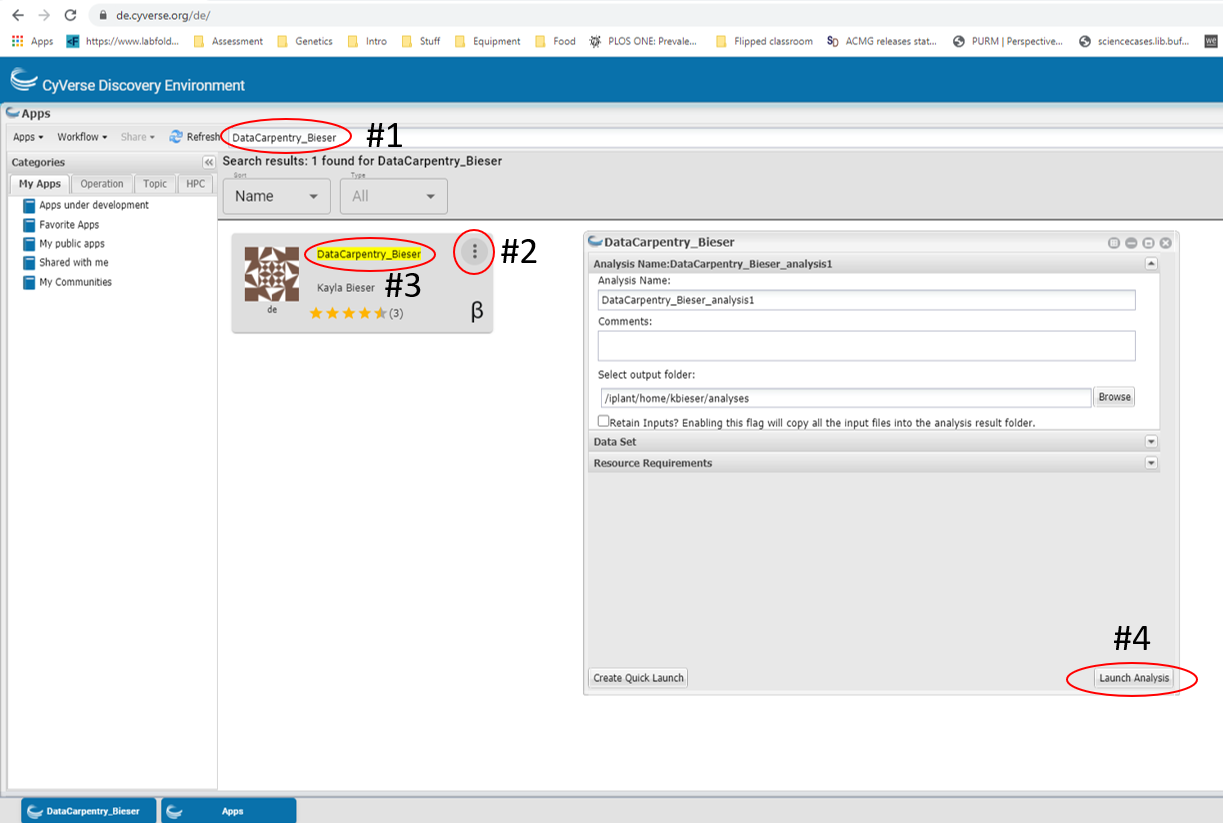 de.cyverse.org/de/
Apps https://www.labfold... Assessment Genetics Intro Stuff Equipment Food PLOS ONE: Prevale... Flipped classroom SD ACMG releases stat... PURM | Perspective... sciencecases.lib.buf... we
CyVerse Discovery Environment
Apps
Apps Workflow Share Refresh DataCarpentry_Bieser #1
Categories
Search results: 1 found for DataCarpentry_Bieser
My Apps Operation Topic HPC
Sort Type
Name All
Apps under development
Favorite Apps
My public apps
Shared with me
My Communities
DataCarpentry_Bieser #2
Kayla Bieser #3
de
(3) β
DataCarpentry_Bieser
Analysis Name:DataCarpentry_Bieser_analysis1
Analysis Name:
DataCarpentry_Bieser_analysis1
Comments:
Select output folder:
/iplant/home/kbieser/analyses Browse
Retain Inputs? Enabling this flag will copy all the input files into the analysis result folder.
Data Set
Resource Requirements
#4
Create Quick Launch Launch Analysis
DataCarpentry_Bieser Apps